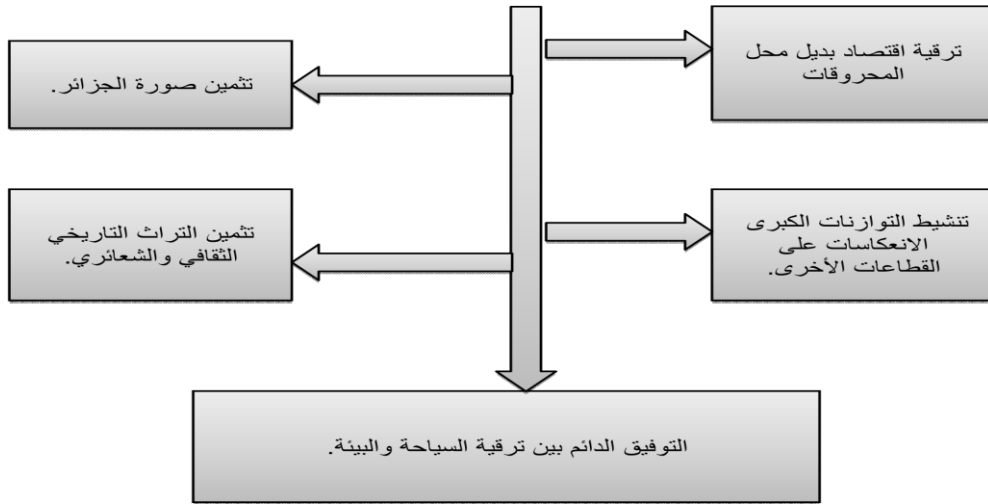 ترقية اقتصاد بديل محل
المحروقات
تثمين صورة الجزائر.
تنشيط التوازنات الكبرى
الانعكاسات على
القطاعات الأخرى.
تثمين التراث التاريخي
الثقافي والشعائري.
التوفيق الدائم بين ترقية السياحة والبيئة.